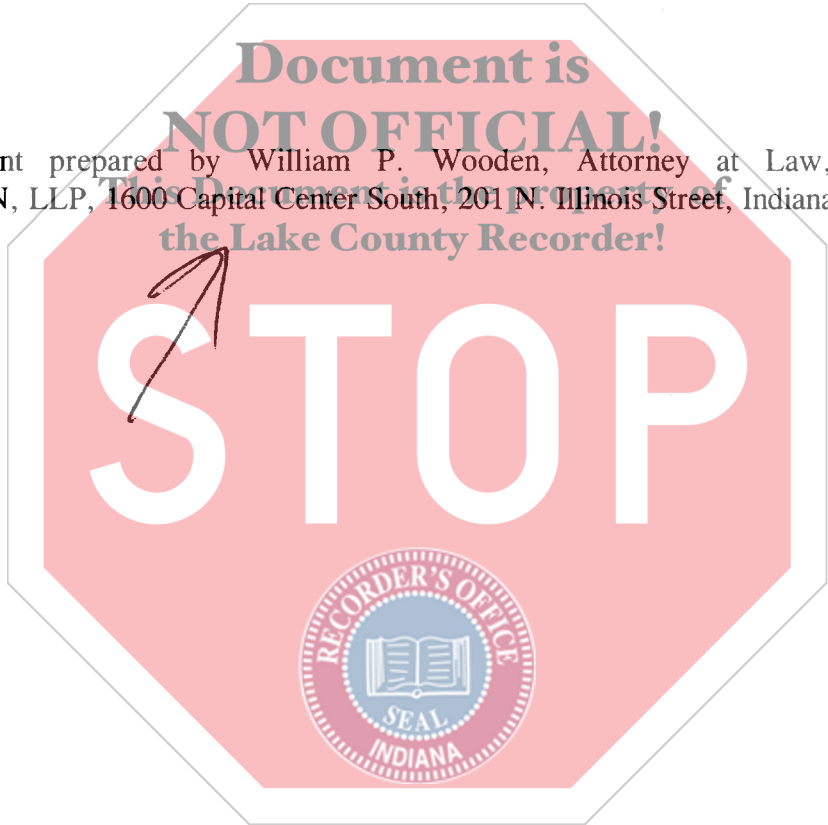 Document is
NOT OFFICIAL!
nt prepared by William P. Wooden, Attorney at Law,
This Document is the property of
N, LLP, 1600 Capital Center South, 201 N. Illinois Street, Indiana
the Lake County Recorder!
STOP
RECORDER'S OFFICE
SEAL
INDIANA